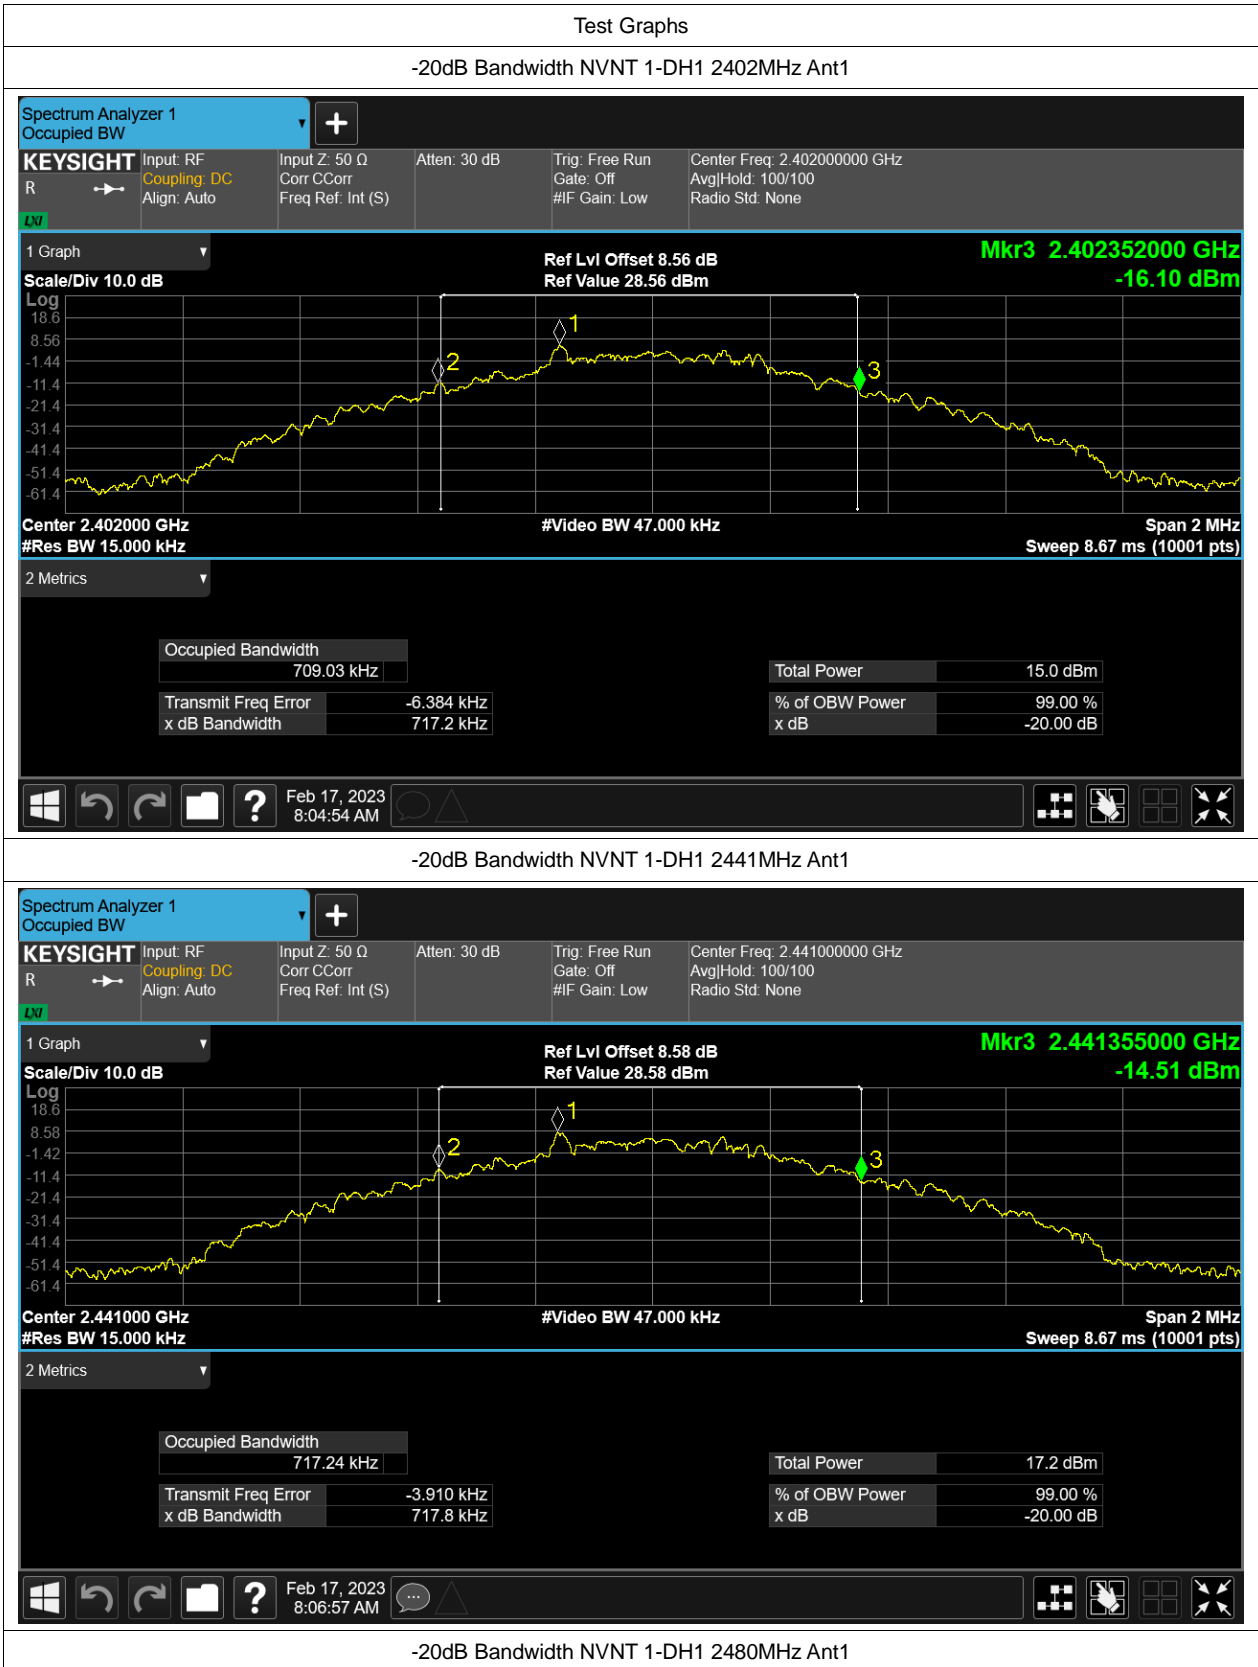 Test Graphs
-20dB Bandwidth NVNT 1-DH1 2402MHz Ant1
Spectrum Analyzer 1
Occupied BW
KEYSIGHT Input: RF Input Z: 50 Ω Atten: 30 dB Trig: Free Run Center Freq: 2.402000000 GHz
R Coupling: DC Corr CCorr Gate: Off Avg|Hold: 100/100
Align: Auto Freq Ref: Int (S) #IF Gain: Low Radio Std: None
LXI
1 Graph Ref Lvl Offset 8.56 dB Mkr3 2.402352000 GHz
Scale/Div 10.0 dB Ref Value 28.56 dBm -16.10 dBm
Log
18.6
8.56
-1.44
-11.4
-21.4
-31.4
-41.4
-51.4
-61.4
1
2
3
Center 2.402000 GHz #Video BW 47.000 kHz Span 2 MHz
#Res BW 15.000 kHz Sweep 8.67 ms (10001 pts)
2 Metrics
Occupied Bandwidth
709.03 kHz Total Power 15.0 dBm
Transmit Freq Error -6.384 kHz % of OBW Power 99.00 %
x dB Bandwidth 717.2 kHz x dB -20.00 dB
? Feb 17, 2023
8:04:54 AM
-20dB Bandwidth NVNT 1-DH1 2441MHz Ant1
Spectrum Analyzer 1
Occupied BW
KEYSIGHT Input: RF Input Z: 50 Ω Atten: 30 dB Trig: Free Run Center Freq: 2.441000000 GHz
R Coupling: DC Corr CCorr Gate: Off Avg|Hold: 100/100
Align: Auto Freq Ref: Int (S) #IF Gain: Low Radio Std: None
LXI
1 Graph Ref Lvl Offset 8.58 dB Mkr3 2.441355000 GHz
Scale/Div 10.0 dB Ref Value 28.58 dBm -14.51 dBm
Log
18.6
8.58
-1.42
-11.4
-21.4
-31.4
-41.4
-51.4
-61.4
1
2
3
Center 2.441000 GHz #Video BW 47.000 kHz Span 2 MHz
#Res BW 15.000 kHz Sweep 8.67 ms (10001 pts)
2 Metrics
Occupied Bandwidth
717.24 kHz Total Power 17.2 dBm
Transmit Freq Error -3.910 kHz % of OBW Power 99.00 %
x dB Bandwidth 717.8 kHz x dB -20.00 dB
? Feb 17, 2023
8:06:57 AM
-20dB Bandwidth NVNT 1-DH1 2480MHz Ant1